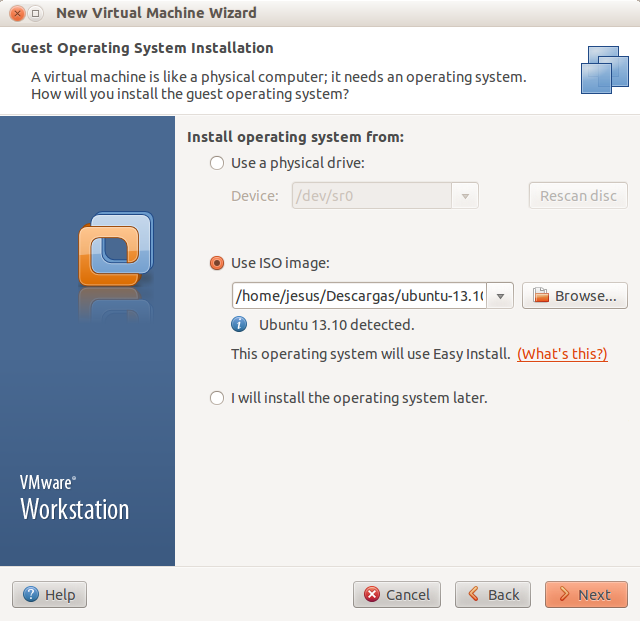 New Virtual Machine Wizard
Guest Operating System Installation
A virtual machine is like a physical computer; it needs an operating system.
How will you install the guest operating system?
Install operating system from:
Use a physical drive:
Device: /dev/sr0 Rescan disc
Use ISO image:
/home/jesus/Descargas/ubuntu-13.10 Browse...
Ubuntu 13.10 detected.
This operating system will use Easy Install. (What's this?)
I will install the operating system later.
VMware®
Workstation
Help Cancel Back Next